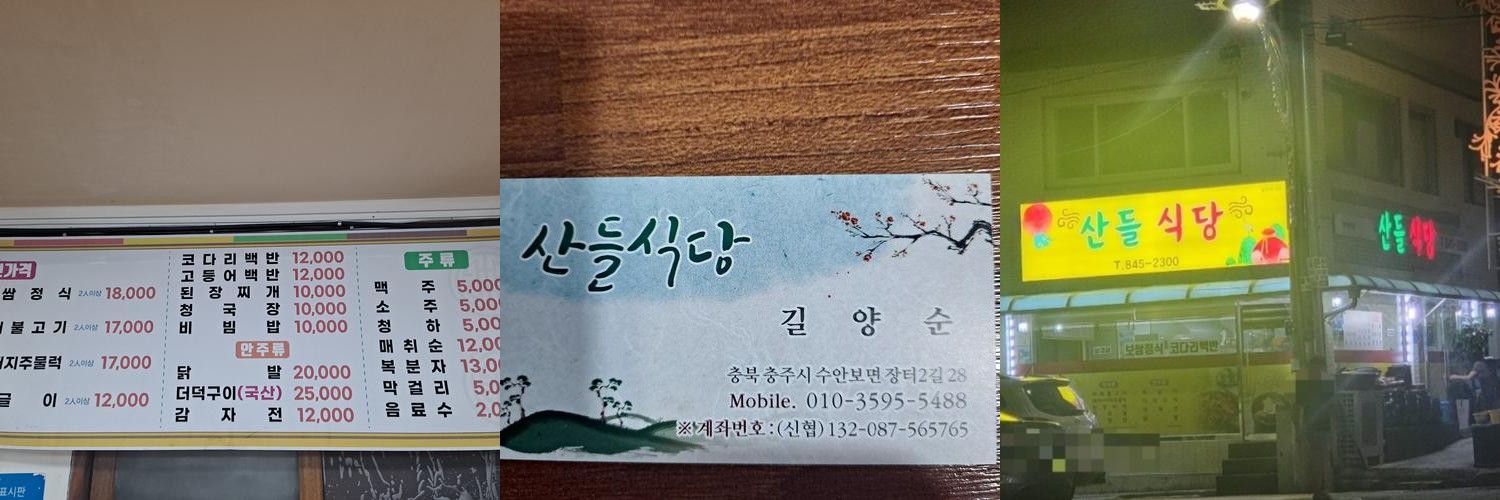 가격
쌈 정 식 2人이상 18,000
불 고 기 2人이상 17,000
지주물럭 2人이상 17,000
글 이 2人이상 12,000
표시판
코다리백반 12,000
고등어백반 12,000
된장찌개 10,000
청 국 장 10,000
비 빔 밥 10,000
안주류
닭 발 20,000
더덕구이(국산) 25,000
감 자 전 12,000
주 류
맥 주 5,000
소 주 5,000
청 하 5,00
매 취 순 12,00
복 분 자 13,0
막 걸 리 5,0
음 료 수 2,0
산들식당
길 양 순
충북 충주시 수안보면 장터2길 28
Mobile. 010-3595-5488
※계좌번호:(신협)132-087-565765
산들 식당
T.845-2300
산들 식당
보쌈정식 코다리백반